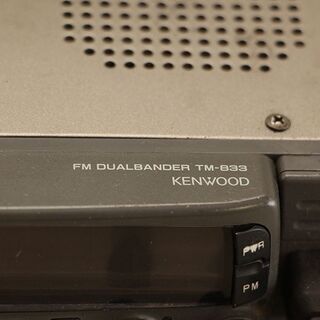 FM DUALBANDER TM-833
KENWOOD
PWR
PM